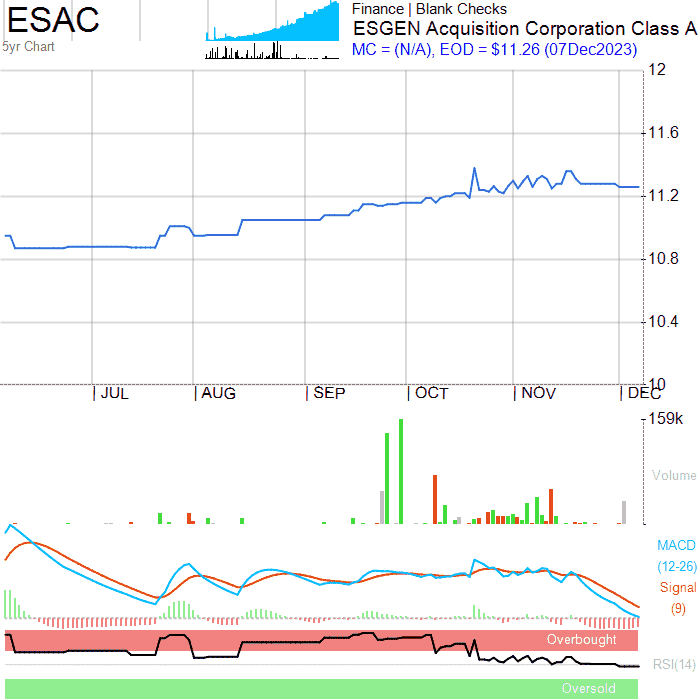 ESAC
5yr Chart
Finance | Blank Checks
ESGEN Acquisition Corporation Class A
MC = (N/A), EOD = $11.26 (07Dec2023)
12
11.6
11.2
10.8
10.4
10
| JUL | AUG | SEP | OCT | NOV | DEC
159k
Volume
MACD
(12-26)
Signal
(9)
Overbought
RSI(14)
Oversold